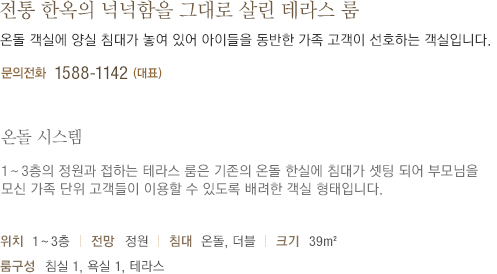 전통 한옥의 넉넉함을 그대로 살린 테라스 룸
온돌 객실에 양실 침대가 놓여 있어 아이들을 동반한 가족 고객이 선호하는 객실입니다.
문의전화 1588-1142 (대표)
온돌 시스템
1~3층의 정원과 접하는 테라스 룸은 기존의 온돌 한실에 침대가 셋팅 되어 부모님을
모신 가족 단위 고객들이 이용할 수 있도록 배려한 객실 형태입니다.
위치 1~3층 | 전망 정원 | 침대 온돌, 더블 | 크기 39m²
룸구성 침실 1, 욕실 1, 테라스